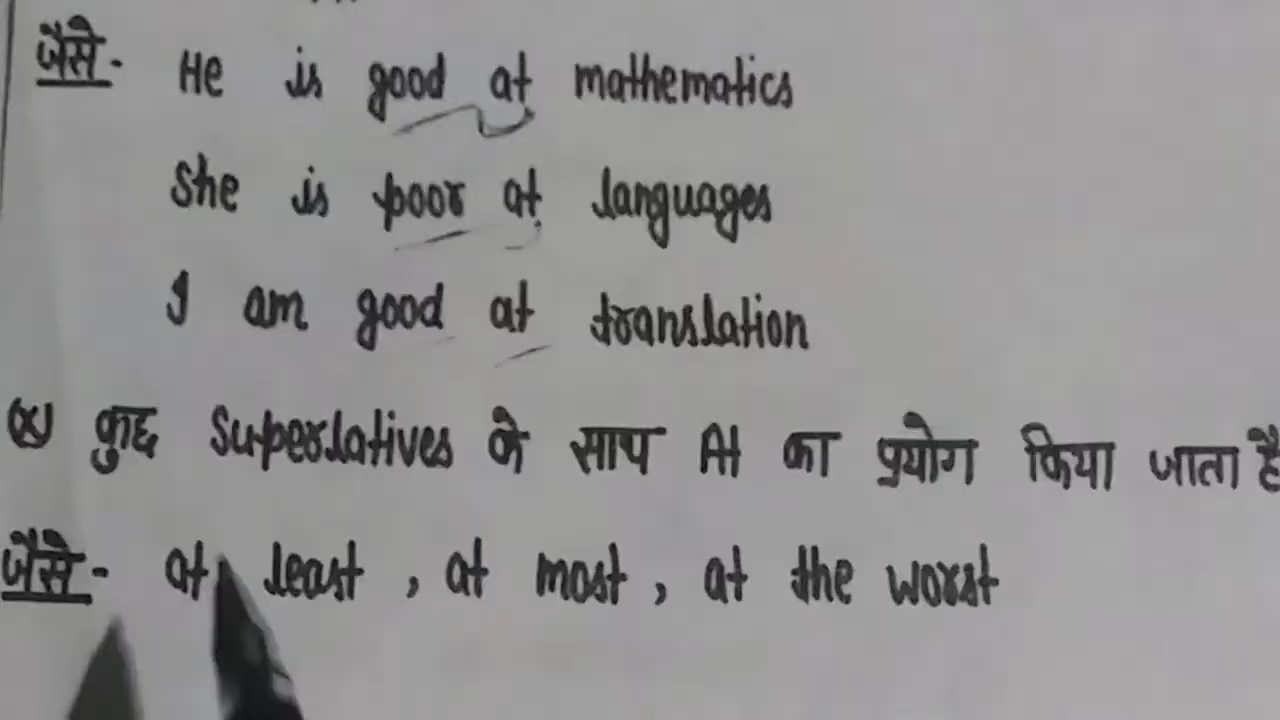 जैसे- He is good at mathematics
She is poor at languages
I am good at translation
(x) कुछ Superlatives के साथ At का प्रयोग किया जाता है
जैसे- at least, at most, at the worst